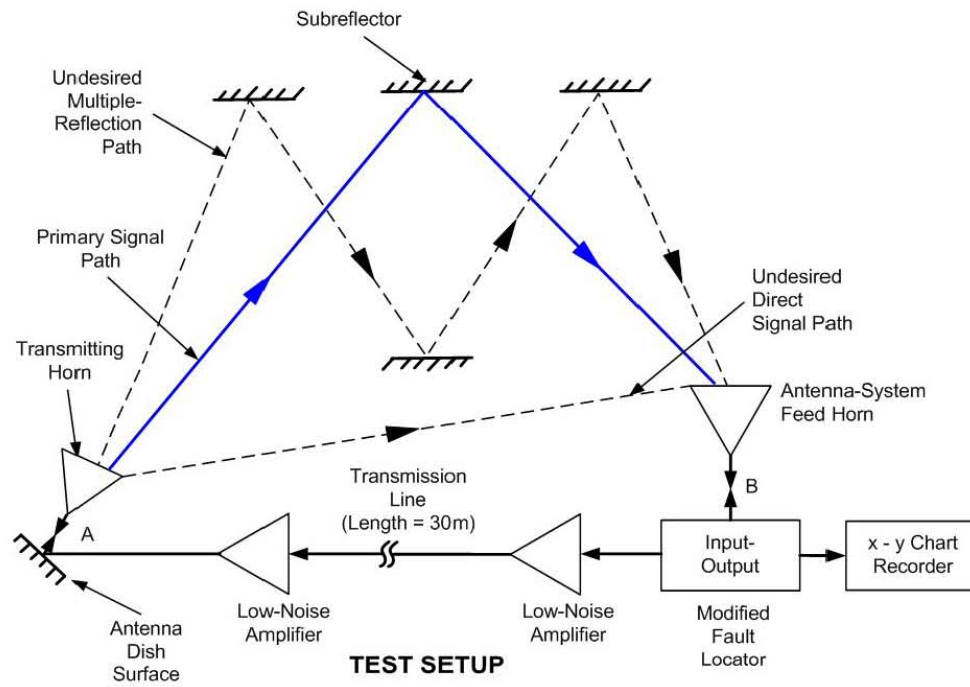 Subreflector
Undesired
Multiple-
Reflection
Path
Primary Signal
Path
Undesired
Direct
Signal Path
Transmitting
Horn
Antenna-System
Feed Horn
Transmission
Line
(Length = 30m)
A
B
Input-
Output
x - y Chart
Recorder
Low-Noise
Amplifier
Low-Noise
Amplifier
Modified
Fault
Locator
Antenna
Dish
Surface
TEST SETUP